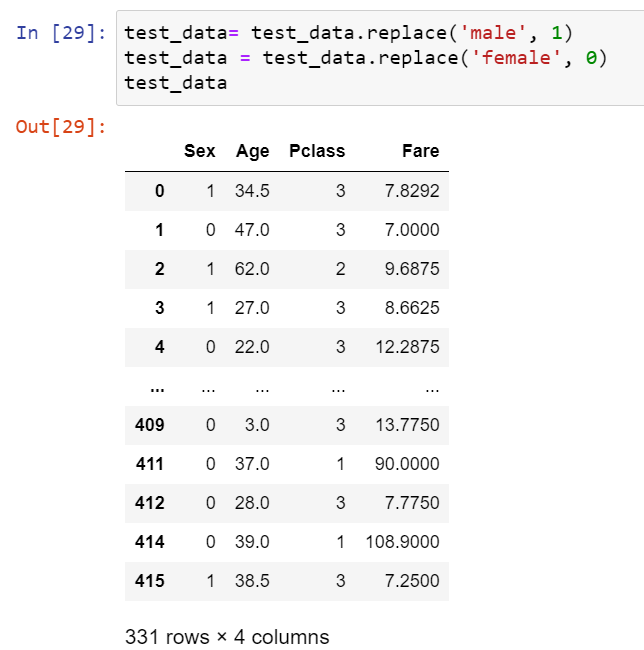 In [29]: test_data= test_data.replace('male', 1)
test_data = test_data.replace('female', 0)
test_data
Out[29]:
Sex Age Pclass Fare
0 1 34.5 3 7.8292
1 0 47.0 3 7.0000
2 1 62.0 2 9.6875
3 1 27.0 3 8.6625
4 0 22.0 3 12.2875
... ... ... ... ...
409 0 3.0 3 13.7750
411 0 37.0 1 90.0000
412 0 28.0 3 7.7750
414 0 39.0 1 108.9000
415 1 38.5 3 7.2500
331 rows × 4 columns